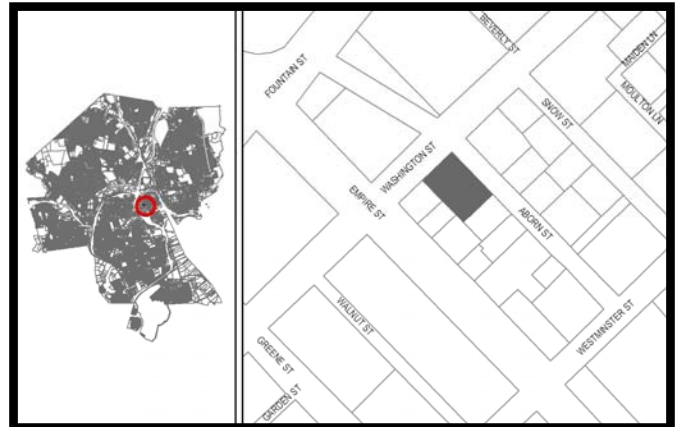 BEVERLY ST
MAIDEN LN
FOUNTAIN ST
MOULTON LN
SNOW ST
WASHINGTON ST
EMPIRE ST
ABORN ST
WALNUT ST
WESTMINSTER ST
GREENE ST
GARDEN ST